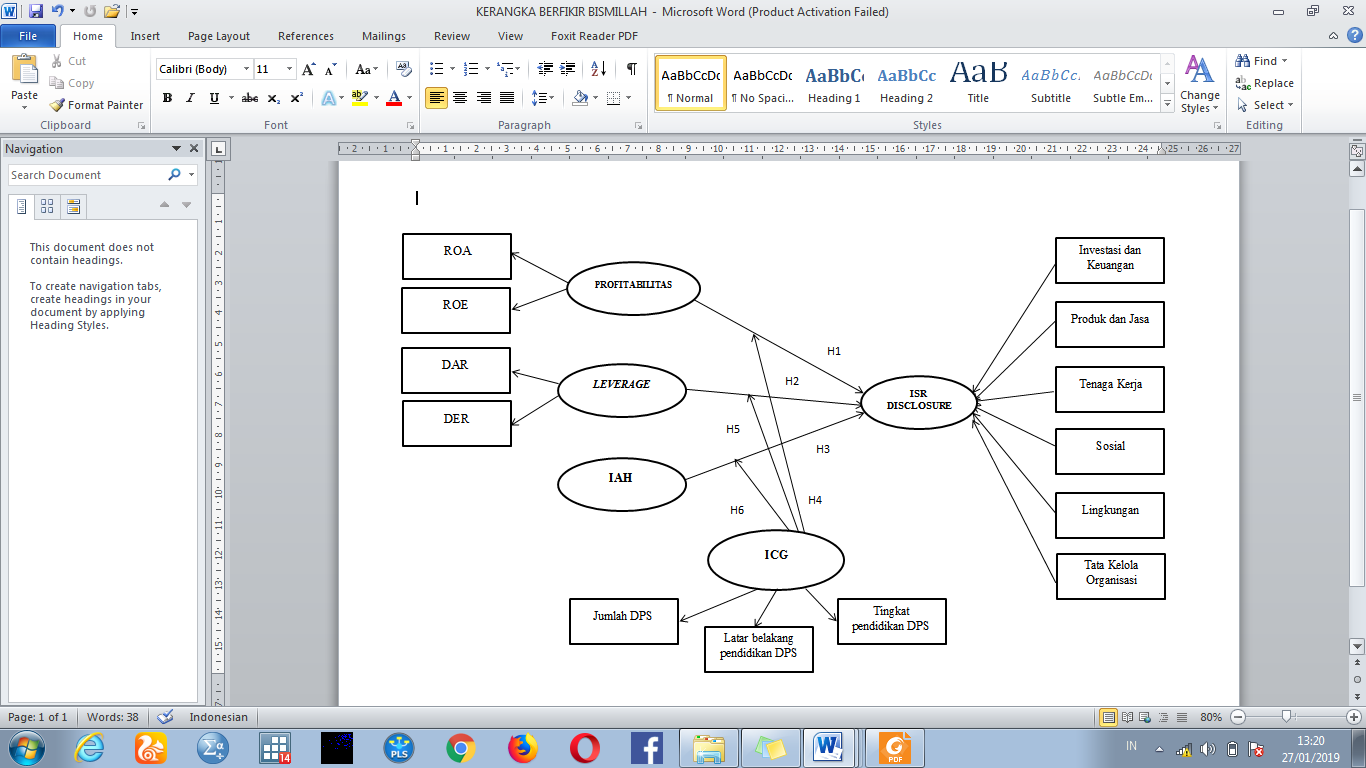 KERANGKA BERFIKIR BISMILLAH - Microsoft Word (Product Activation Failed)
File Home Insert Page Layout References Mailings Review View Foxit Reader PDF
Paste
Cut
Copy
Format Painter
Clipboard
Calibri (Body) 11
Font
Paragraph
AaBbCcDc AaBbCcDc AaBbCc AaBbCc AaB AaBbCc. AaBbCcDc
¶ Normal ¶ No Spaci... Heading 1 Heading 2 Title Subtitle Subtle Em...
Styles
Change
Styles
Find
Replace
Select
Editing
Navigation
Search Document
This document does not
contain headings.
To create navigation tabs,
create headings in your
document by applying
Heading Styles.
ROA
ROE
DAR
DER
PROFITABILITAS
LEVERAGE
IAH
ICG
H1
H2
H5
H3
H4
H6
ISR
DISCLOSURE
Investasi dan
Keuangan
Produk dan Jasa
Tenaga Kerja
Sosial
Lingkungan
Tata Kelola
Organisasi
Jumlah DPS
Latar belakang
pendidikan DPS
Tingkat
pendidikan DPS
Page: 1 of 1 Words: 38 Indonesian 80%
14
PLS
PDF
IN
13:20
27/01/2019